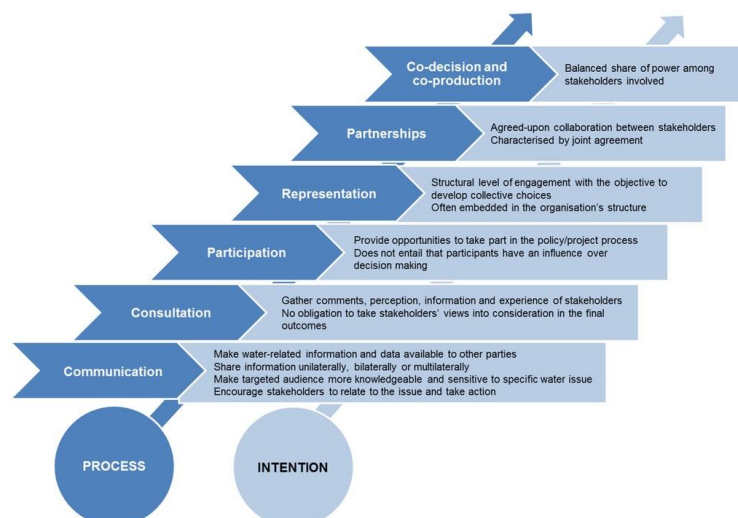 Co-decision and
co-production
Balanced share of power among
stakeholders involved
Partnerships
Agreed-upon collaboration between stakeholders
Characterised by joint agreement
Representation
Structural level of engagement with the objective to
develop collective choices
Often embedded in the organisation's structure
Participation
Provide opportunities to take part in the policy/project process
Does not entail that participants have an influence over
decision making
Consultation
Gather comments, perception, information and experience of stakeholders
No obligation to take stakeholders' views into consideration in the final
outcomes
Communication
Make water-related information and data available to other parties
Share information unilaterally, bilaterally or multilaterally
Make targeted audience more knowledgeable and sensitive to specific water issue
Encourage stakeholders to relate to the issue and take action
PROCESS
INTENTION